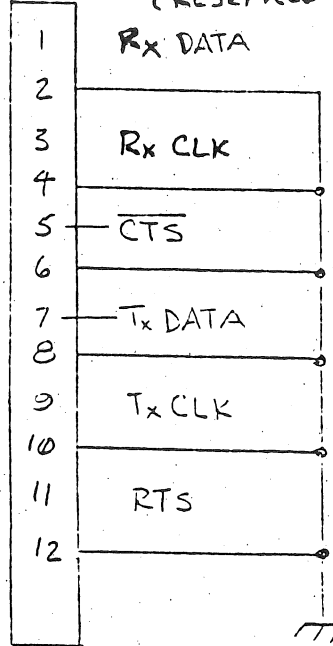 1 Rx DATA
2
3 Rx CLK
4
5 C̅T̅S̅
6
7 Tx DATA
8
9 Tx CLK
10
11 RTS
12